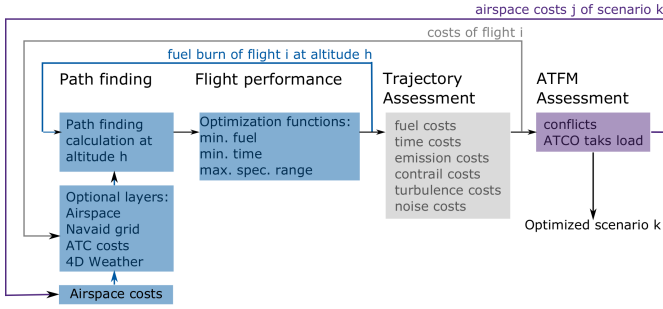 airspace costs j of scenario k
costs of flight i
fuel burn of flight i at altitude h
Path finding
Flight performance
Trajectory
Assessment
ATFM
Assessment
Path finding
calculation at
altitude h
Optimization functions:
min. fuel
min. time
max. spec. range
fuel costs
time costs
emission costs
contrail costs
turbulence costs
noise costs
conflicts
ATCO taks load
Optional layers:
Airspace
Navaid grid
ATC costs
4D Weather
Optimized scenario k
Airspace costs